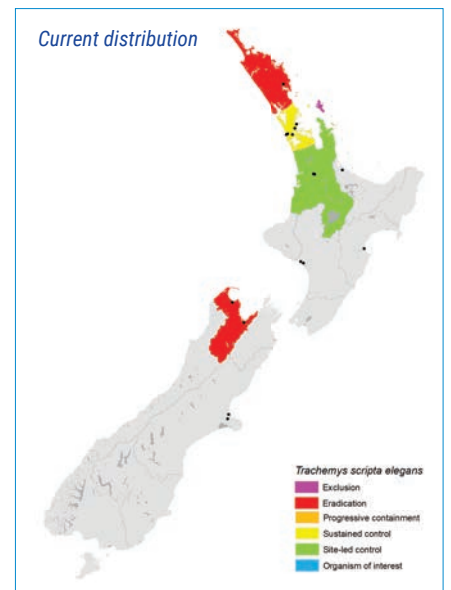 Current distribution
Trachemys scripta elegans
Exclusion
Eradication
Progressive containment
Sustained control
Site-led control
Organism of interest